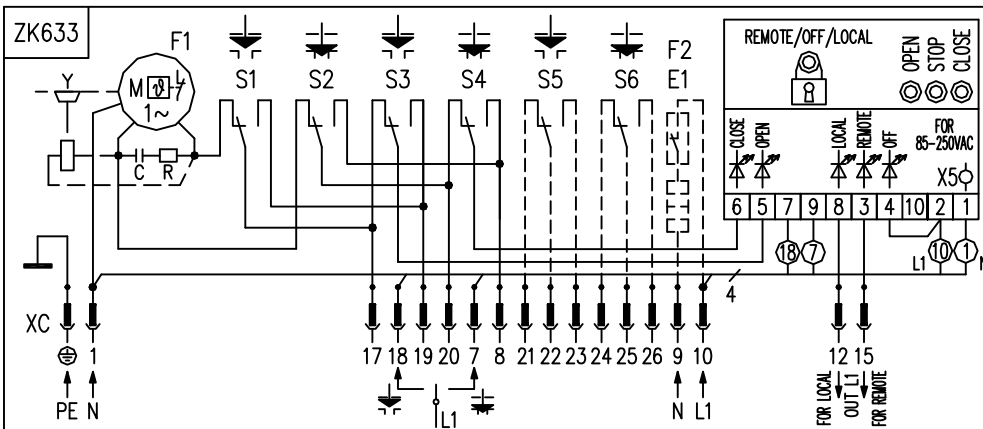 ZK633
F1
Y
M ϑ
1~
C
R
S1
S2
S3
S4
S5
S6
F2
E1
REMOTE/OFF/LOCAL
OPEN
STOP
CLOSE
CLOSE
OPEN
LOCAL
REMOTE
OFF
FOR
85-250VAC
X5
6 5 7 9 8 3 4 10 2 1
18 7 L1 10 1 N
4
XC
1 17 18 19 20 7 8 21 22 23 24 25 26 9 10 12 15
PE N
L1
N L1
FOR LOCAL
OUT L1
FOR REMOTE